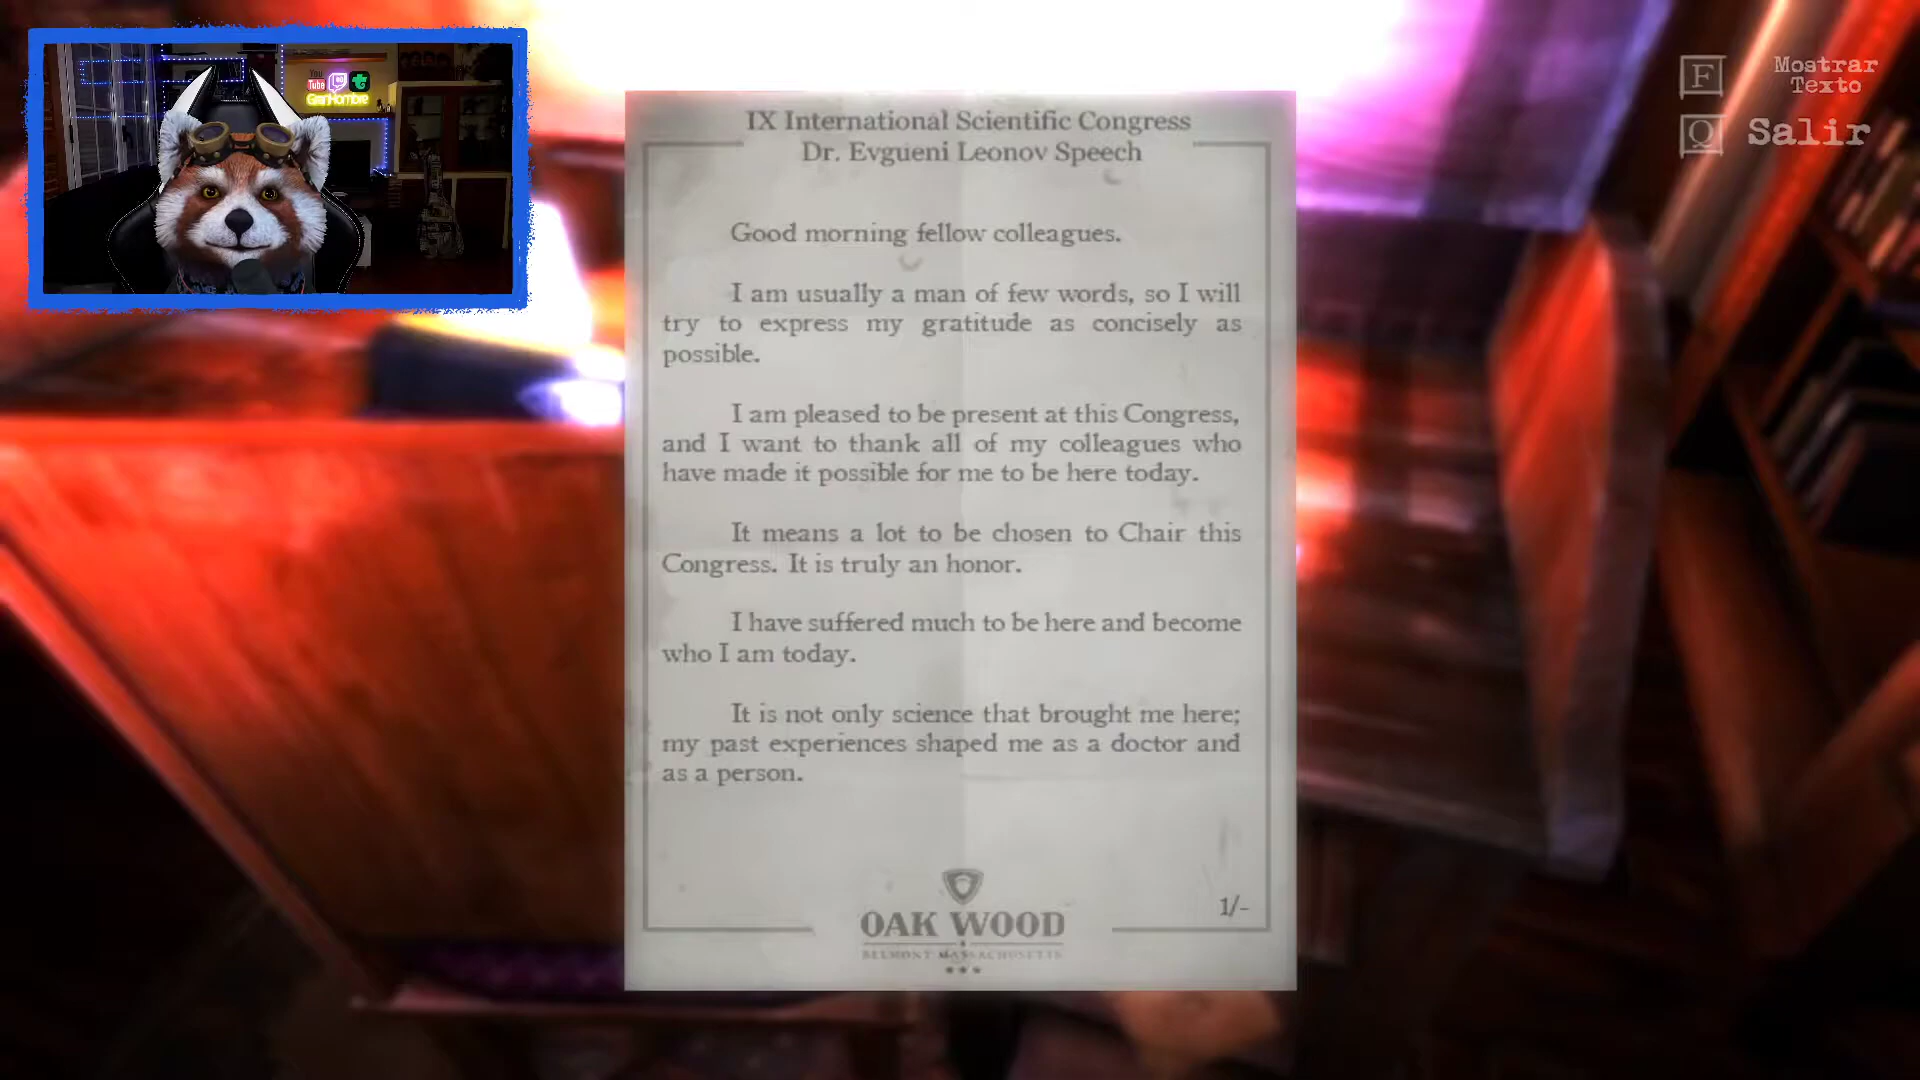 You
Tube
GranHombre
F
Mostrar
Texto
Q
Salir
IX International Scientific Congress
Dr. Evgueni Leonov Speech
Good morning fellow colleagues.
I am usually a man of few words, so I will
try to express my gratitude as concisely as
possible.
I am pleased to be present at this Congress,
and I want to thank all of my colleagues who
have made it possible for me to be here today.
It means a lot to be chosen to Chair this
Congress. It is truly an honor.
I have suffered much to be here and become
who I am today.
It is not only science that brought me here;
my past experiences shaped me as a doctor and
as a person.
1/-
OAK WOOD
BELMONT MASSACHUSETTS